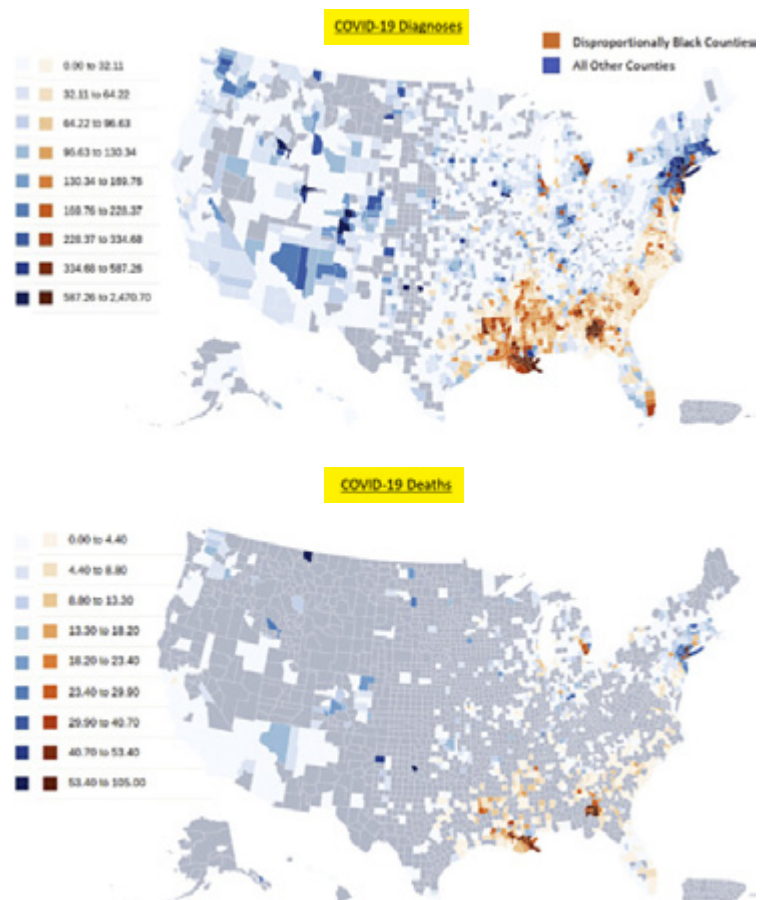 COVID-19 Diagnoses
Disproportionally Black Counties
All Other Counties
0.00 to 32.11
32.11 to 64.22
64.22 to 96.63
96.63 to 130.34
130.34 to 169.76
169.76 to 228.37
228.37 to 334.68
334.68 to 587.26
587.26 to 2,470.70
COVID-19 Deaths
0.00 to 4.40
4.40 to 8.80
8.80 to 13.30
13.30 to 18.20
18.20 to 23.40
23.40 to 29.90
29.90 to 40.70
40.70 to 53.40
53.40 to 105.00